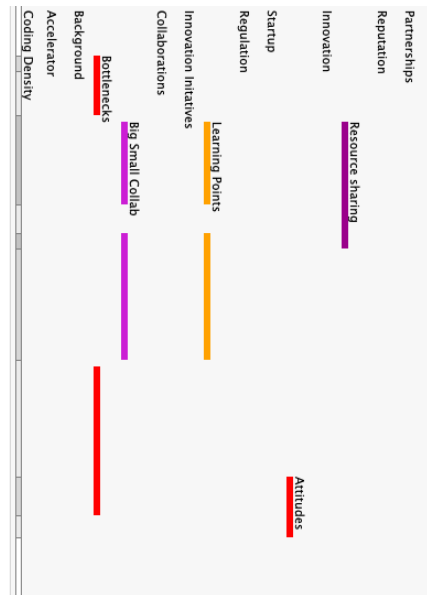 Coding Density
Accelerator
Background
Bottlenecks
Big Small Collab
Collaborations
Innovation Initatives
Learning Points
Regulation
Startup
Attitudes
Innovation
Resource sharing
Reputation
Partnerships